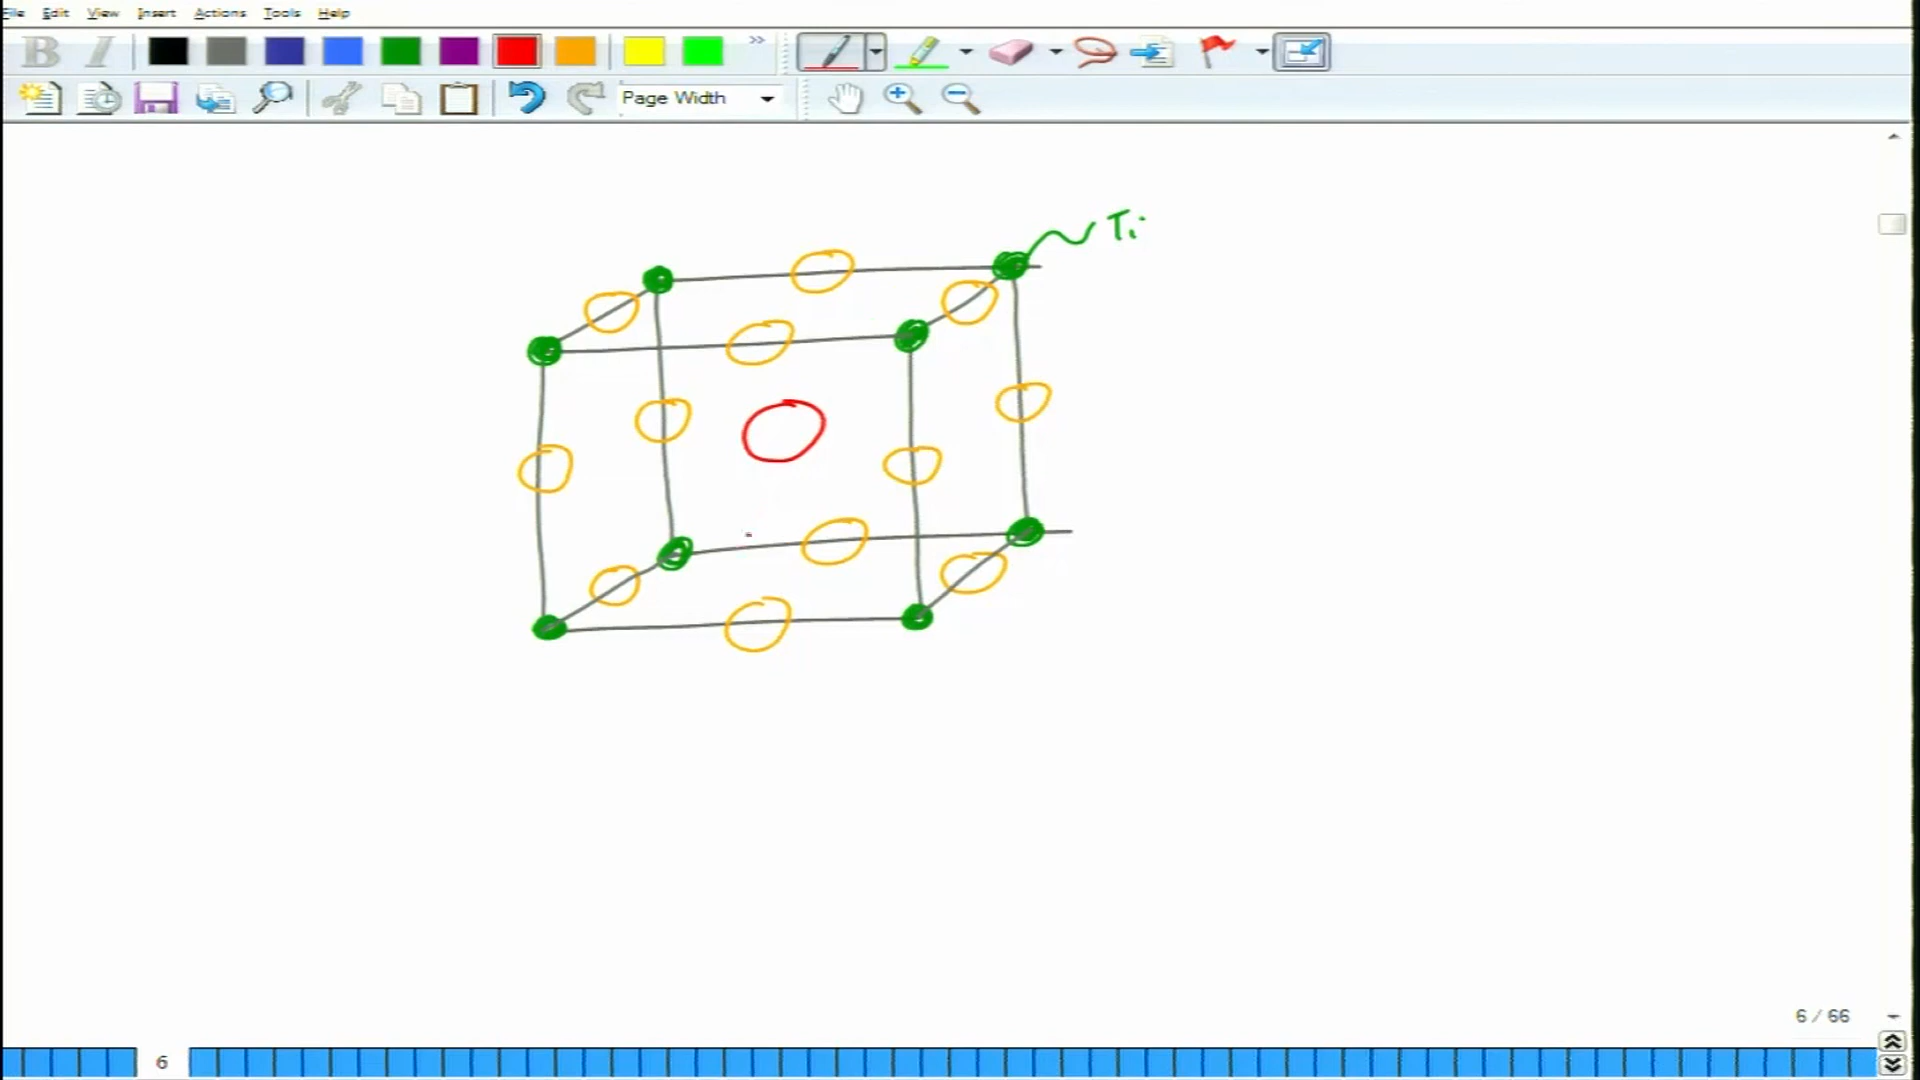 File Edit View Insert Actions Tools Help
B I
Page Width
Ti
6 / 66
6